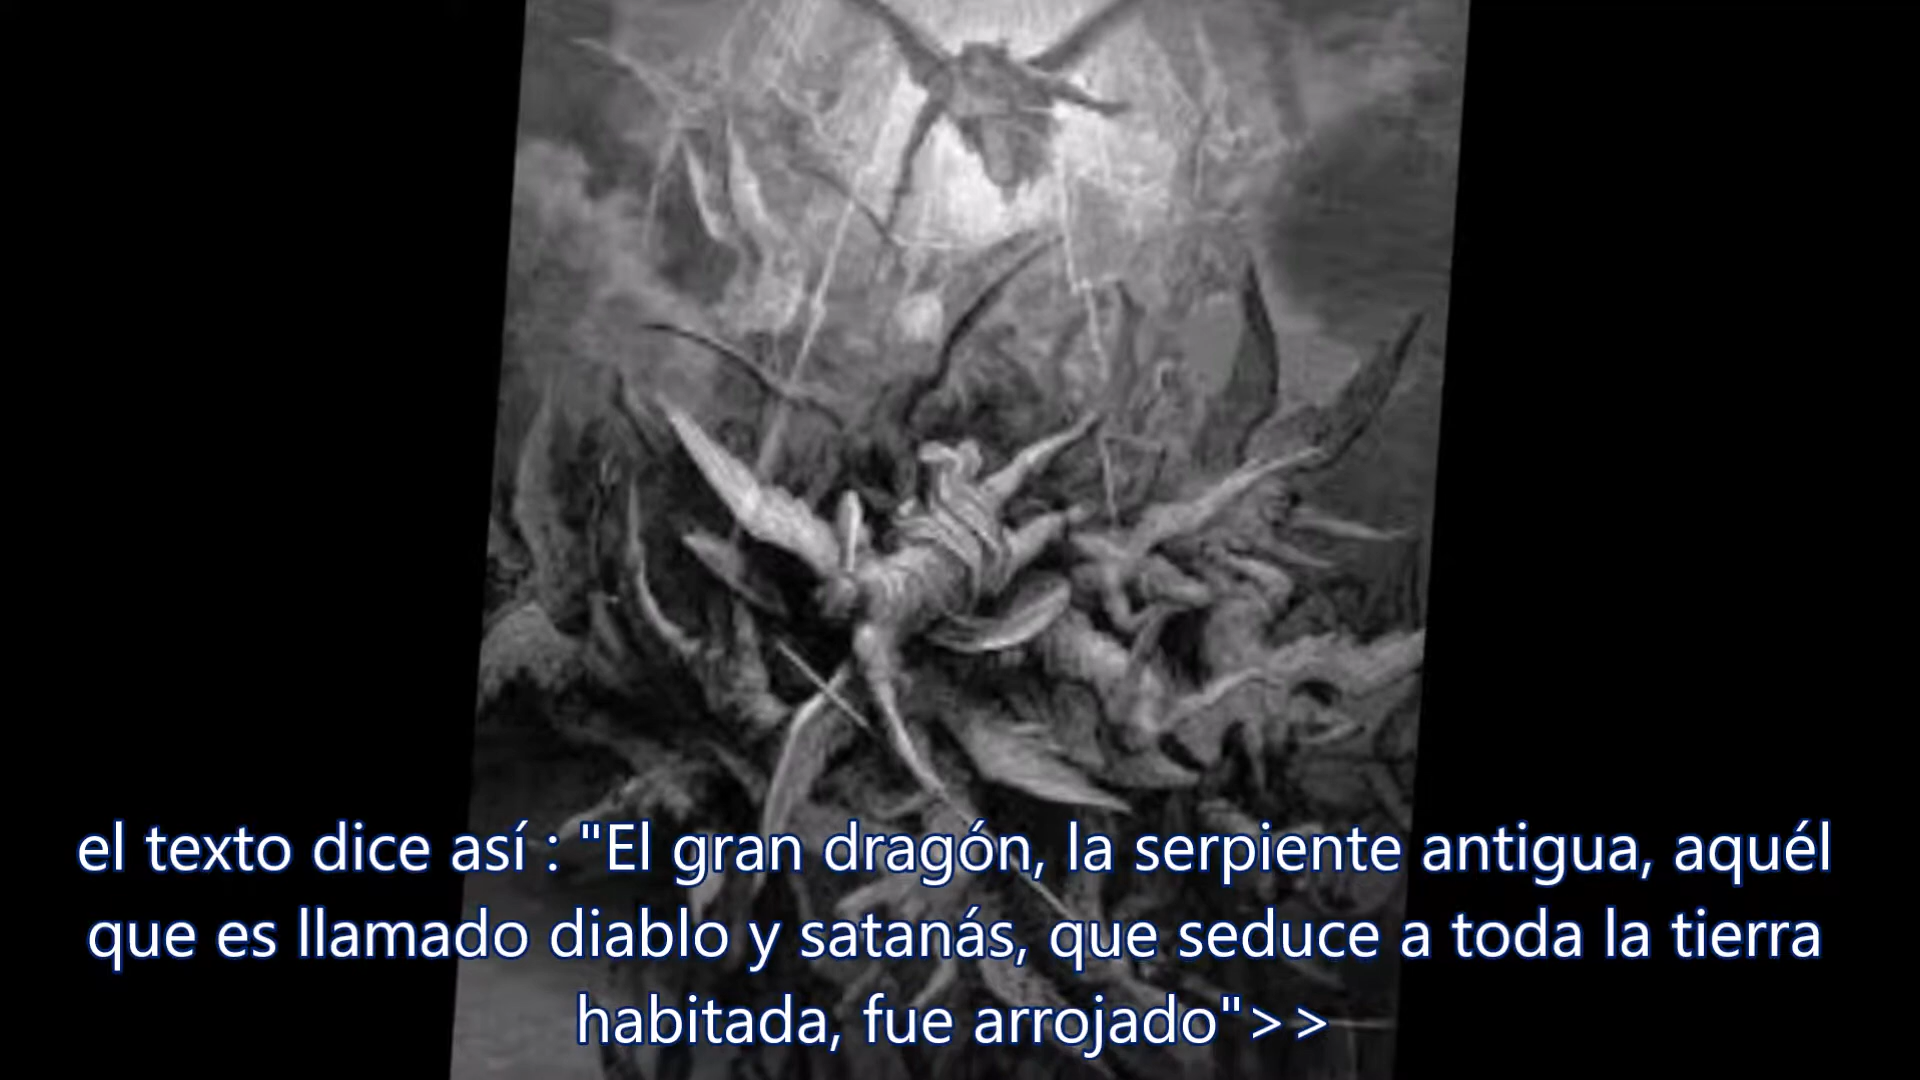 el texto dice así : "El gran dragón, la serpiente antigua, aquél
que es llamado diablo y satanás, que seduce a toda la tierra
habitada, fue arrojado">>